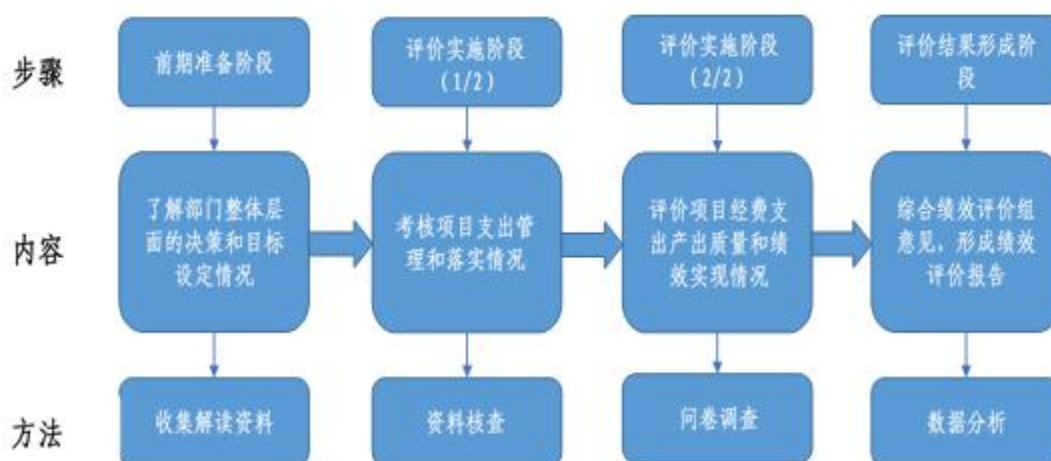 步骤
前期准备阶段
评价实施阶段
(1/2)
评价实施阶段
(2/2)
评价结果形成阶
段
内容
了解部门整体层
面的决策和目标
设定情况
考核项目支出管
理和落实情况
评价项目经费支
出产出质量和绩
效实现情况
综合绩效评价组
意见，形成绩效
评价报告
方法
收集解读资料
资料核查
问卷调查
数据分析